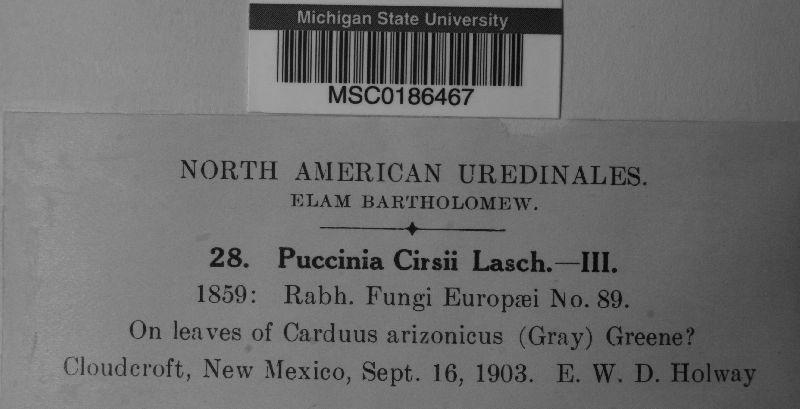 Michigan State University
MSC0186467
NORTH AMERICAN UREDINALES.
ELAM BARTHOLOMEW.
28. Puccinia Cirsii Lasch.—III.
1859: Rabh. Fungi Europæi No. 89.
On leaves of Carduus arizonicus (Gray) Greene?
Cloudcroft, New Mexico, Sept. 16, 1903. E. W. D. Holway